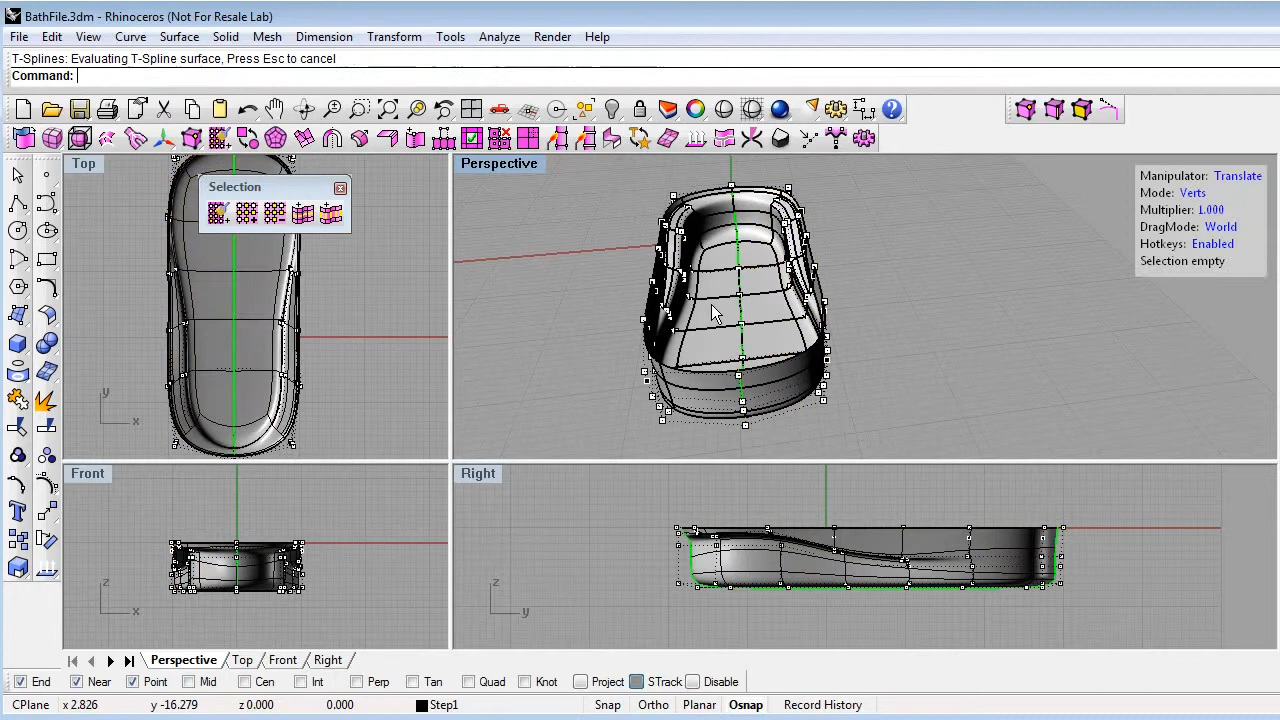 BathFile.3dm - Rhinoceros (Not For Resale Lab)
File Edit View Curve Surface Solid Mesh Dimension Transform Tools Analyze Render Help
T-Splines: Evaluating T-Spline surface, Press Esc to cancel
Command:
Top
Selection
Perspective
Manipulator: Translate
Mode: Verts
Multiplier: 1.000
DragMode: World
Hotkeys: Enabled
Selection empty
y
x
Front
z
x
Right
z
y
Perspective Top Front Right
End Near Point Mid Cen Int Perp Tan Quad Knot Project STrack Disable
CPlane x 2.826 y -16.279 z 0.000 0.000 Step1 Snap Ortho Planar Osnap Record History